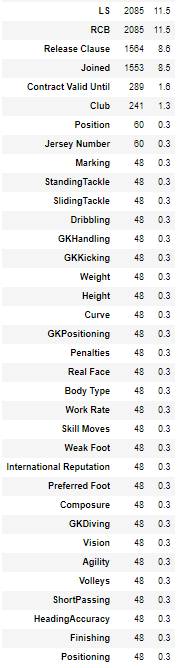 LS 2085 11.5
RCB 2085 11.5
Release Clause 1564 8.6
Joined 1553 8.5
Contract Valid Until 289 1.6
Club 241 1.3
Position 60 0.3
Jersey Number 60 0.3
Marking 48 0.3
StandingTackle 48 0.3
SlidingTackle 48 0.3
Dribbling 48 0.3
GKHandling 48 0.3
GKKicking 48 0.3
Weight 48 0.3
Height 48 0.3
Curve 48 0.3
GKPositioning 48 0.3
Penalties 48 0.3
Real Face 48 0.3
Body Type 48 0.3
Work Rate 48 0.3
Skill Moves 48 0.3
Weak Foot 48 0.3
International Reputation 48 0.3
Preferred Foot 48 0.3
Composure 48 0.3
GKDiving 48 0.3
Vision 48 0.3
Agility 48 0.3
Volleys 48 0.3
ShortPassing 48 0.3
HeadingAccuracy 48 0.3
Finishing 48 0.3
Positioning 48 0.3